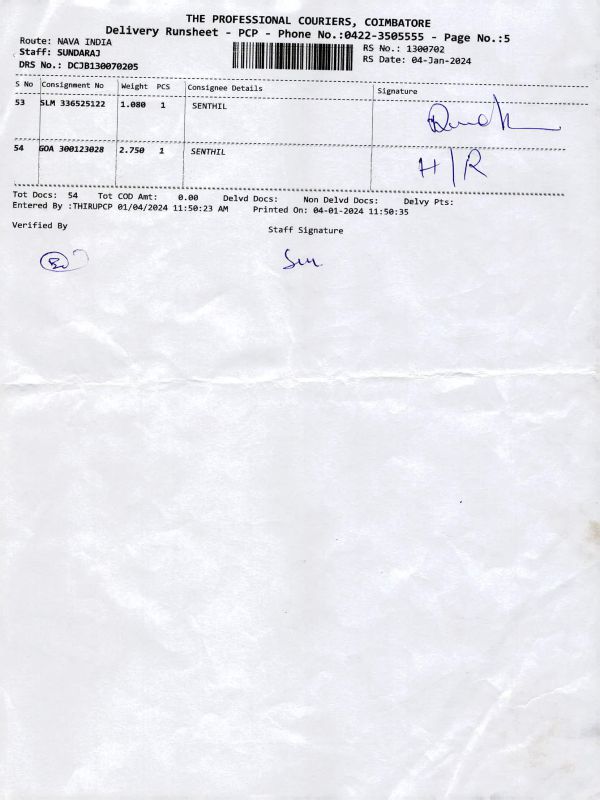 THE PROFESSIONAL COURIERS, COIMBATORE
Delivery Runsheet - PCP - Phone No.:0422-3505555 - Page No.:5
Route: NAVA INDIA
RS No.: 1300702
Staff: SUNDARAJ
RS Date: 04-Jan-2024
DRS No.: DCJB130070205
S No Consignment No Weight PCS Consignee Details Signature
53 SLM 336525122 1.080 1 SENTHIL
54 GOA 300123028 2.750 1 SENTHIL H/R
Tot Docs: 54 Tot COD Amt: 0.00 Delvd Docs: Non Delvd Docs: Delvy Pts:
Entered By :THIRUPCP 01/04/2024 11:50:23 AM Printed On: 04-01-2024 11:50:35
Verified By
Staff Signature